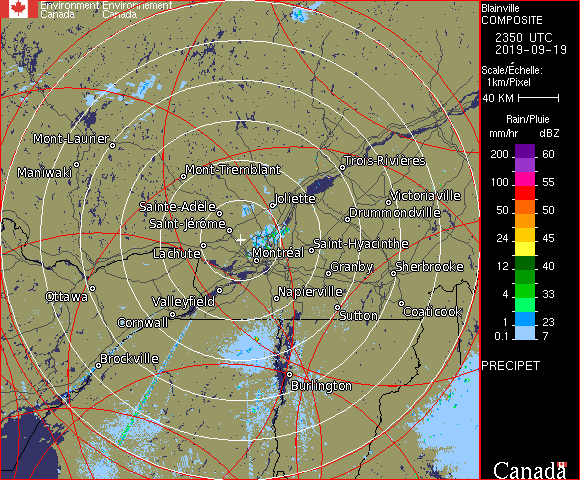 Environment Environnement
Canada Canada
Blainville
COMPOSITE
2350 UTC
2019-09-19
Scale/Échelle:
1km/Pixel
40 KM
Rain/Pluie
mm/hr dBZ
200 60
100 55
50 50
24 45
12 40
4 33
1 23
0.1 7
PRECIPET
Canada
Mont-Laurier
Maniwaki
Mont-Tremblant
Trois-Rivières
Joliette
Victoriaville
Sainte-Adèle
Drummondville
Saint-Jérôme
Saint-Hyacinthe
Lachute
Montréal
Granby
Sherbrooke
Ottawa
Valleyfield
Napierville
Cornwall
Sutton
Coaticook
Brockville
Burlington